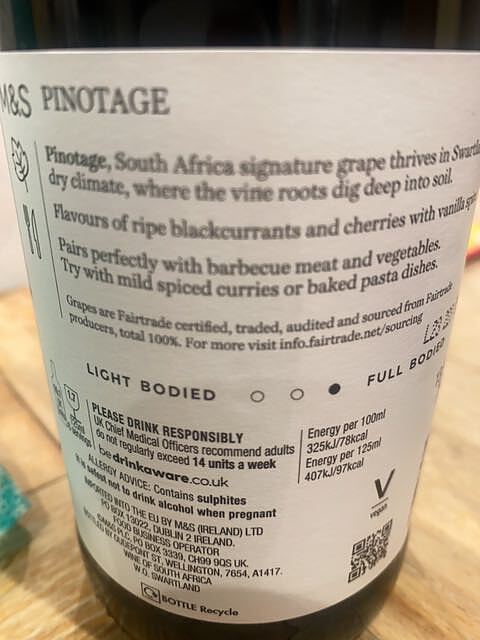 M&S PINOTAGE
Pinotage, South Africa signature grape thrives in
dry climate, where the vine roots dig deep into soil.
Flavours of ripe blackcurrants and cherries with vanilla
Pairs perfectly with barbecue meat and vegetables.
Try with mild spiced curries or baked pasta dishes.
Grapes are Fairtrade certified, traded, audited and sourced from Fairtrade
producers, total 100%. For more visit info.fairtrade.net/sourcing
LIGHT BODIED FULL BODIED
PLEASE DRINK RESPONSIBLY
UK Chief Medical Officers recommend adults
do not regularly exceed 14 units a week
be drinkaware.co.uk
ALLERGY ADVICE: Contains sulphites
It is safest not to drink alcohol when pregnant
IMPORTED INTO THE EU BY M&S (IRELAND) LTD
PO BOX 13022, DUBLIN 2 IRELAND.
FOOD BUSINESS OPERATOR
PO BOX 3339, CH99 9QS UK.
ST, WELLINGTON, 7654, A1417.
WINE OF SOUTH AFRICA
W.O. SWARTLAND
BOTTLE Recycle
Energy per 100ml
325kJ/78kcal
Energy per 125ml
407kJ/97kcal
V
vegan